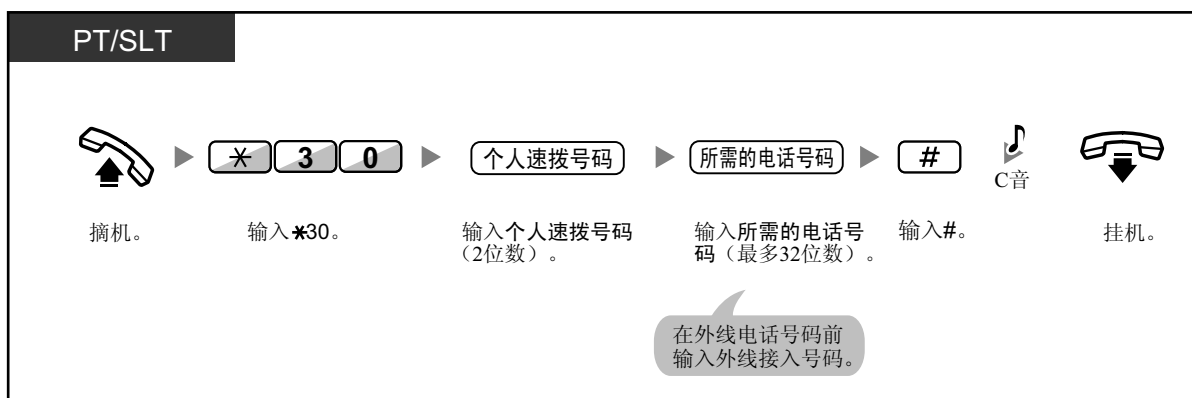 PT/SLT
✳ 3 0
个人速拨号码
所需的电话号码
#
C音
摘机。
输入✳30。
输入个人速拨号码
（2位数）。
输入所需的电话号
码（最多32位数）。
输入#。
挂机。
在外线电话号码前
输入外线接入号码。